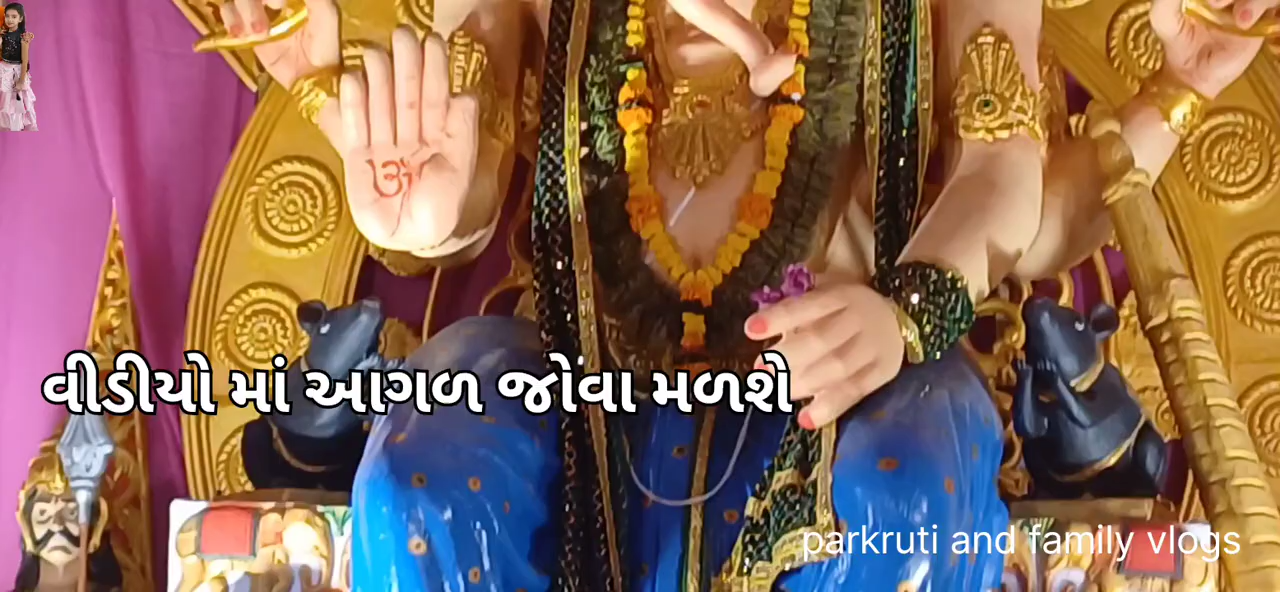 ૐ
વીડીયો માં આગળ જોવા મળશે
parkruti and family vlogs